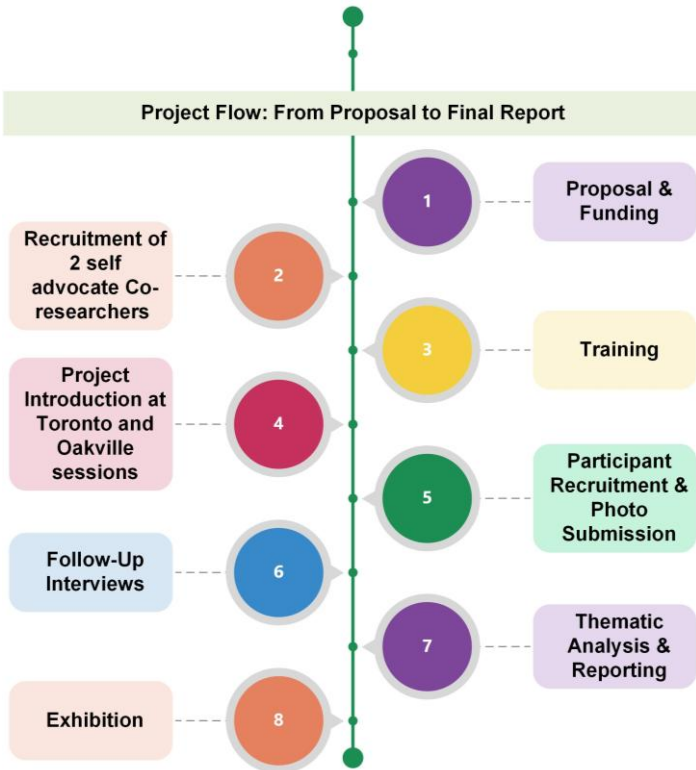 Project Flow: From Proposal to Final Report
1
Proposal &
Funding
Recruitment of
2 self
advocate Co-
researchers
2
3
Training
Project
Introduction at
Toronto and
Oakville
sessions
4
5
Participant
Recruitment &
Photo
Submission
Follow-Up
Interviews
6
7
Thematic
Analysis &
Reporting
Exhibition
8